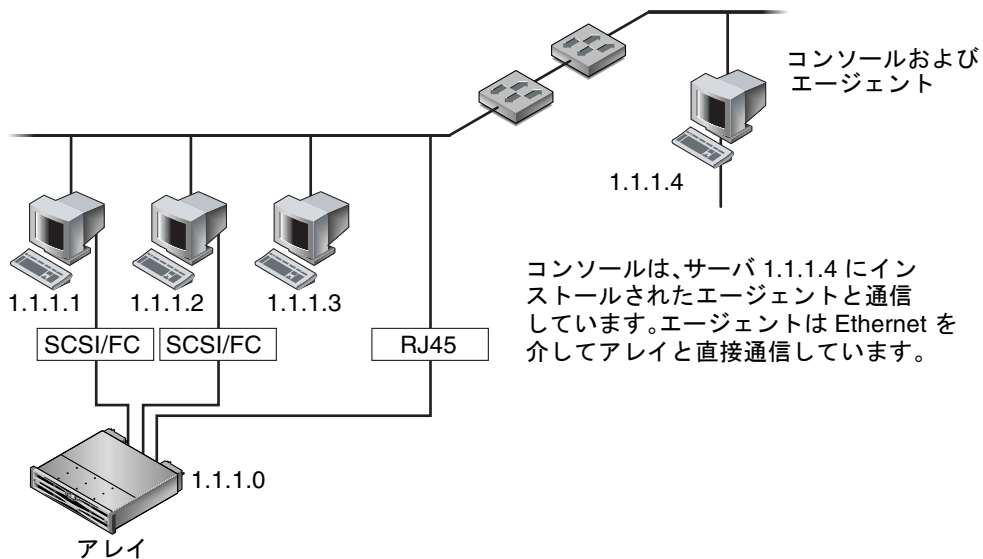 コンソールおよび
エージェント
1.1.1.4
1.1.1.1
1.1.1.2
1.1.1.3
コンソールは、サーバ 1.1.1.4 にイン
ストールされたエージェントと通信
しています。エージェントは Ethernet を
介してアレイと直接通信しています。
SCSI/FC
SCSI/FC
RJ45
1.1.1.0
アレイ